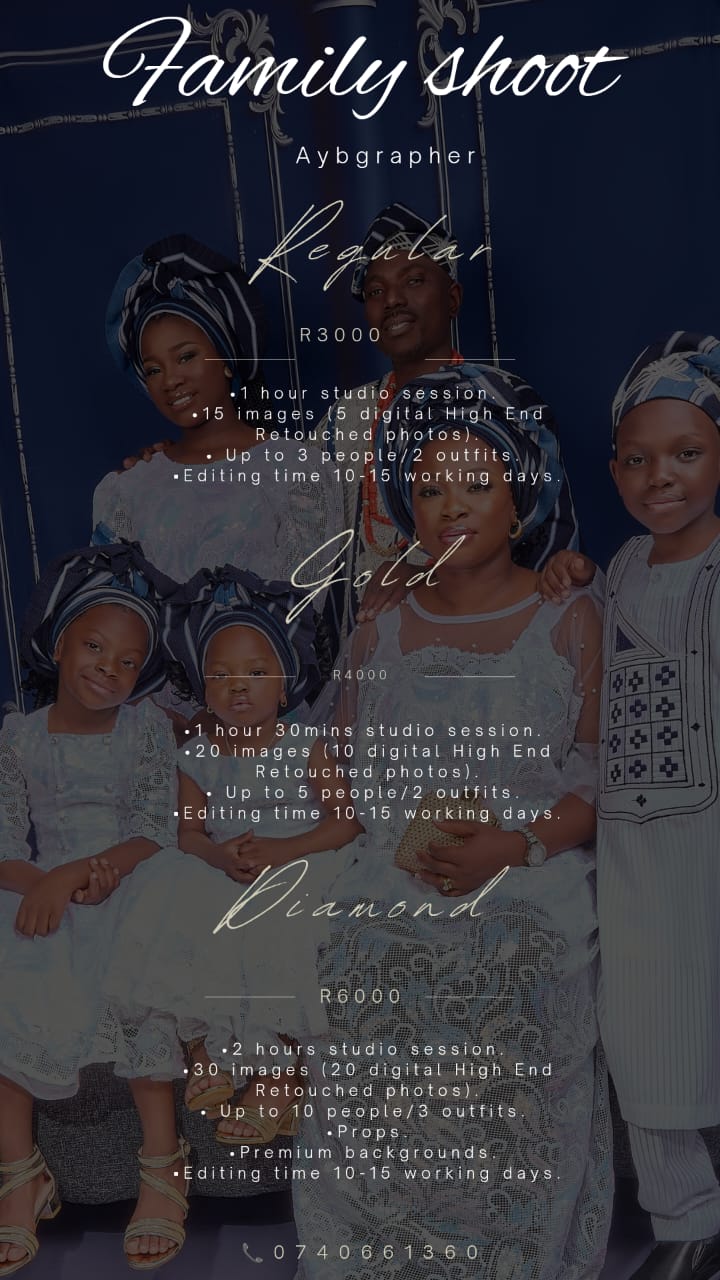 Family shoot
Aybgrapher
Regular
R3000
•1 hour studio session.
•15 images (5 digital High End
Retouched photos).
• Up to 3 people/2 outfits.
▪Editing time 10-15 working days.
Gold
R4000
•1 hour 30mins studio session.
•20 images (10 digital High End
Retouched photos).
• Up to 5 people/2 outfits.
▪Editing time 10-15 working days.
Diamond
R6000
•2 hours studio session.
•30 images (20 digital High End
Retouched photos).
• Up to 10 people/3 outfits.
•Props.
•Premium backgrounds.
▪Editing time 10-15 working days.
0740661360